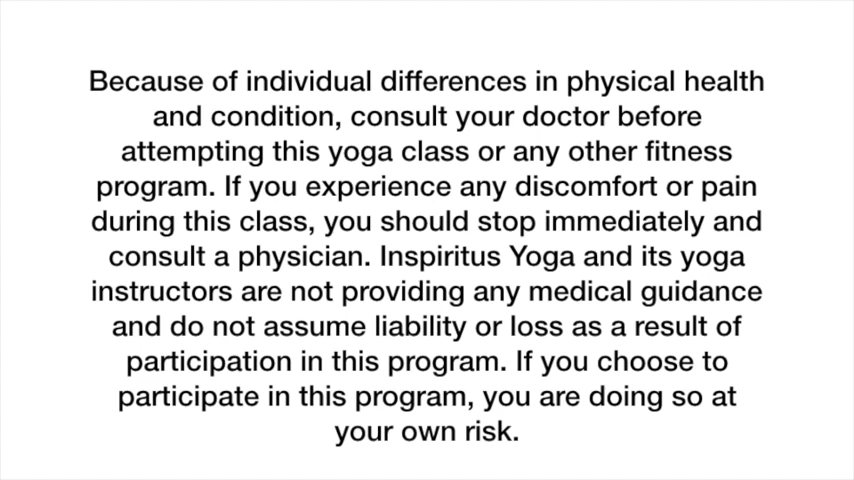 Because of individual differences in physical health
and condition, consult your doctor before
attempting this yoga class or any other fitness
program. If you experience any discomfort or pain
during this class, you should stop immediately and
consult a physician. Inspiritus Yoga and its yoga
instructors are not providing any medical guidance
and do not assume liability or loss as a result of
participation in this program. If you choose to
participate in this program, you are doing so at
your own risk.